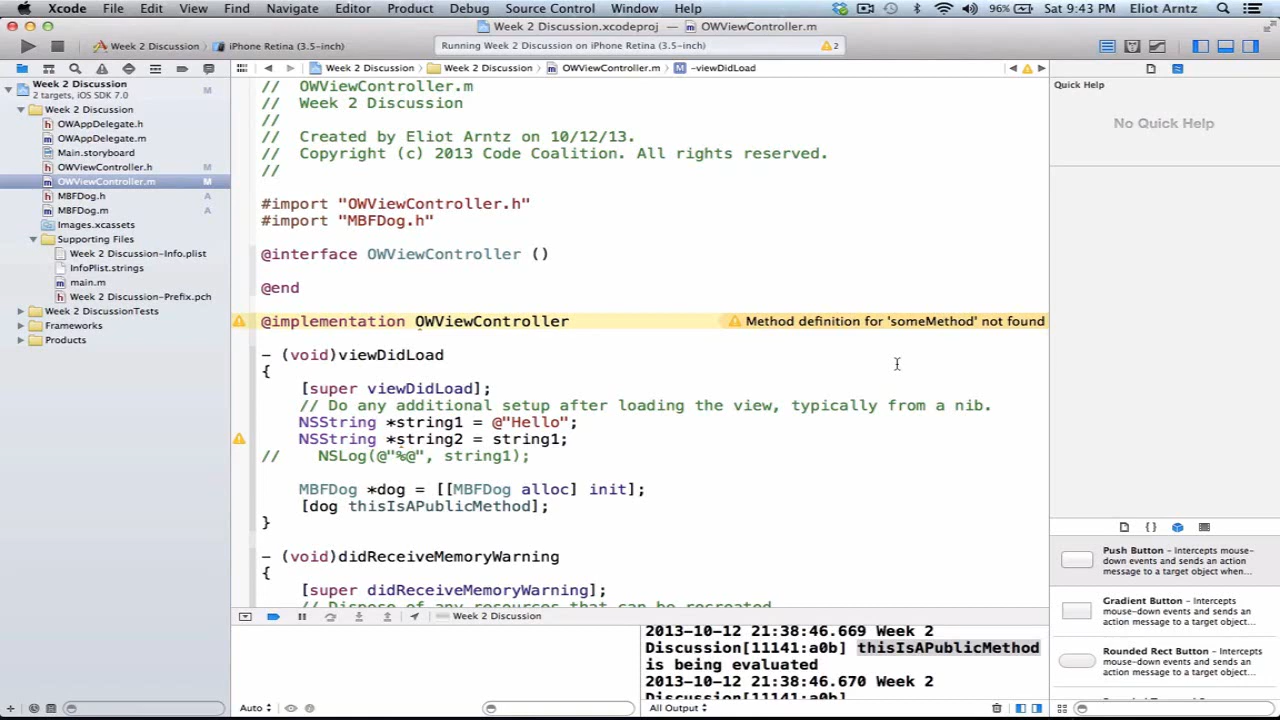 Xcode File Edit View Find Navigate Editor Product Debug Source Control Window Help 96% Sat 9:43 PM Eliot Arntz
Week 2 Discussion.xcodeproj — OWViewController.m
Week 2 Discussion iPhone Retina (3.5-inch) Running Week 2 Discussion on iPhone Retina (3.5-inch) 2
Week 2 Discussion Week 2 Discussion OWViewController.m -viewDidLoad
Week 2 Discussion M
2 targets, iOS SDK 7.0
Week 2 Discussion
OWAppDelegate.h
OWAppDelegate.m
Main.storyboard
OWViewController.h M
OWViewController.m M
MBFDog.h A
MBFDog.m A
Images.xcassets
Supporting Files
Week 2 Discussion-Info.plist
InfoPlist.strings
main.m
Week 2 Discussion-Prefix.pch
Week 2 DiscussionTests
Frameworks
Products
//  OWViewController.m
//  Week 2 Discussion
//
//  Created by Eliot Arntz on 10/12/13.
//  Copyright (c) 2013 Code Coalition. All rights reserved.
//
#import "OWViewController.h"
#import "MBFDog.h"
@interface OWViewController ()
@end
@implementation OWViewController Method definition for 'someMethod' not found
- (void)viewDidLoad
{
[super viewDidLoad];
// Do any additional setup after loading the view, typically from a nib.
NSString *string1 = @"Hello";
NSString *string2 = string1;
//    NSLog(@"%@", string1);
MBFDog *dog = [[MBFDog alloc] init];
[dog thisIsAPublicMethod];
}
- (void)didReceiveMemoryWarning
{
[super didReceiveMemoryWarning];
// Dispose of any resources that can be recreated
Week 2 Discussion
2013-10-12 21:38:46.669 Week 2
Discussion[11141:a0b] thisIsAPublicMethod
is being evaluated
2013-10-12 21:38:46.670 Week 2
Discussion[11141:a0b]
Auto
All Output
Quick Help
No Quick Help
Push Button - Intercepts mouse-
down events and sends an action
message to a target object when...
Gradient Button - Intercepts
mouse-down events and sends an
action message to a target object...
Rounded Rect Button - Intercepts
mouse-down events and sends an
action message to a target object...